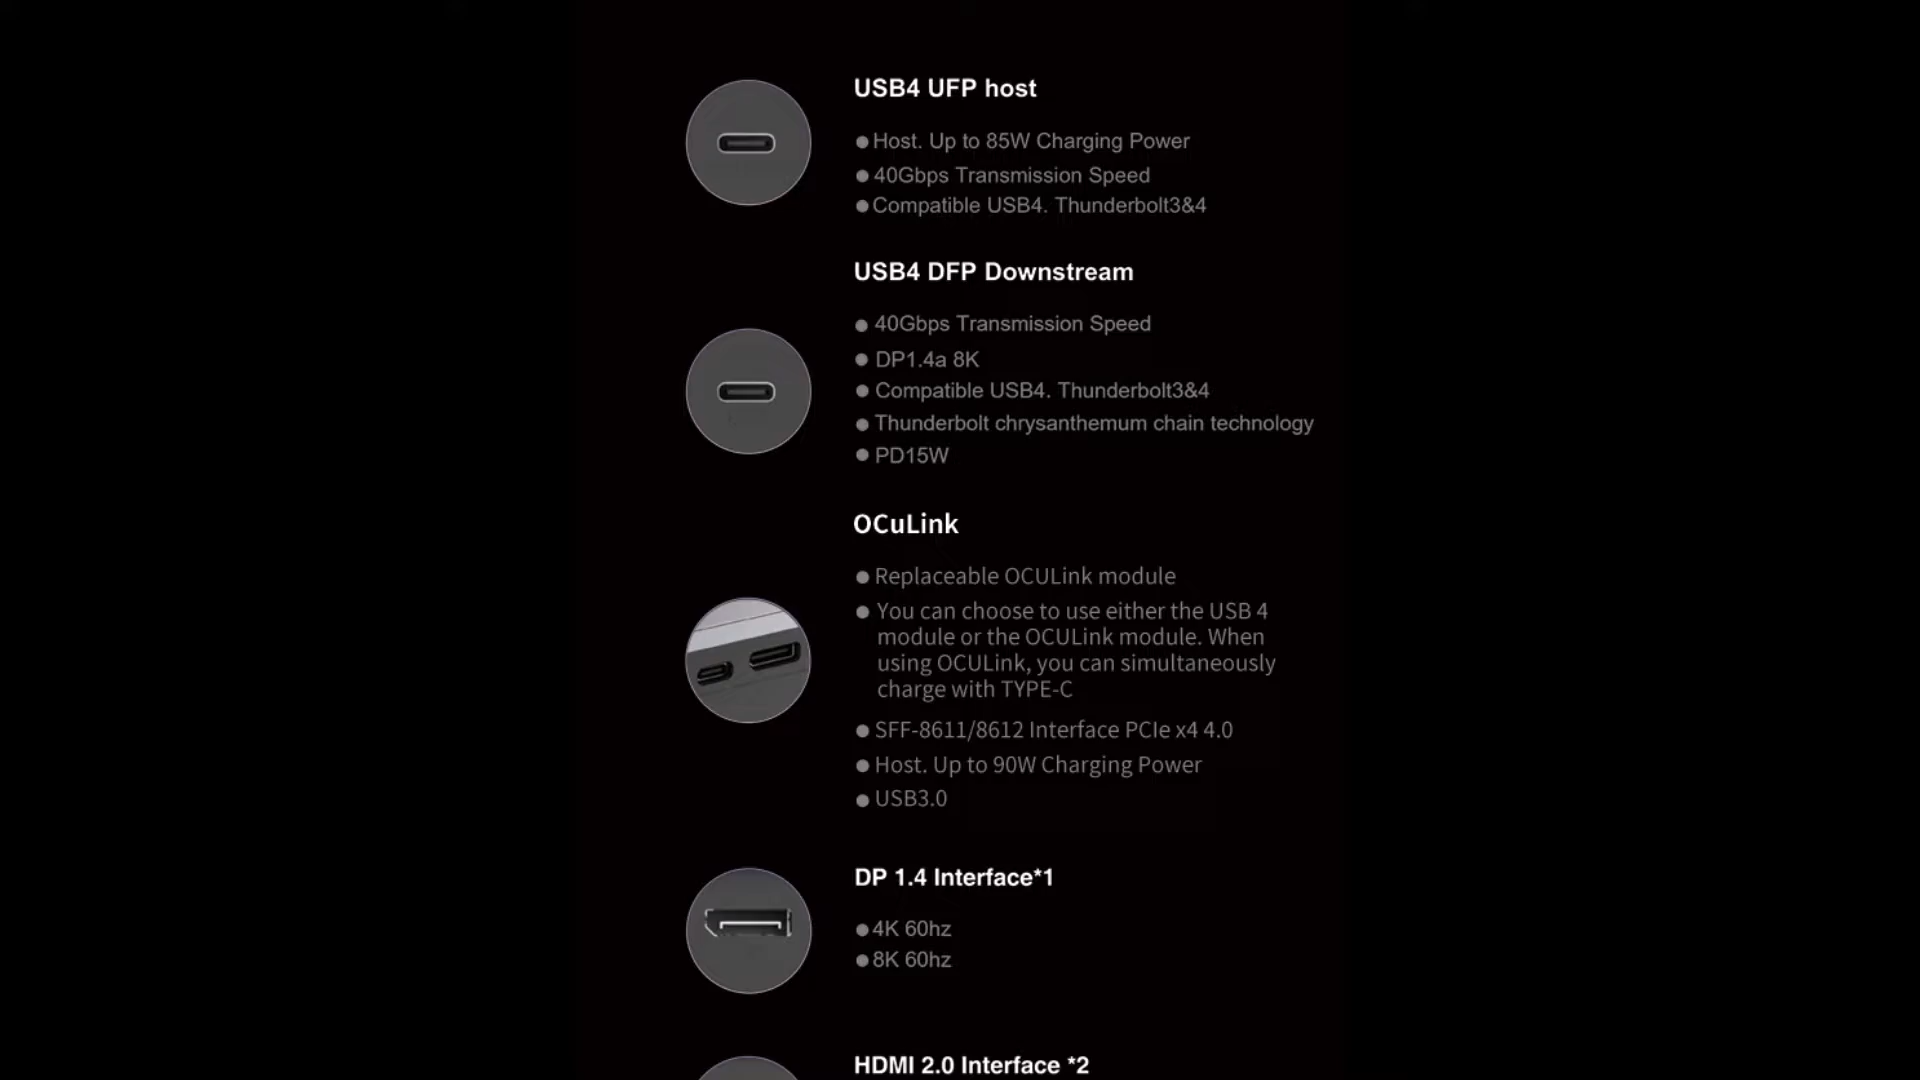 USB4 UFP host
●Host. Up to 85W Charging Power
●40Gbps Transmission Speed
●Compatible USB4. Thunderbolt3&4
USB4 DFP Downstream
● 40Gbps Transmission Speed
● DP1.4a 8K
● Compatible USB4. Thunderbolt3&4
● Thunderbolt chrysanthemum chain technology
● PD15W
OCuLink
● Replaceable OCULink module
● You can choose to use either the USB 4
module or the OCULink module. When
using OCULink, you can simultaneously
charge with TYPE-C
● SFF-8611/8612 Interface PCIe x4 4.0
● Host. Up to 90W Charging Power
● USB3.0
DP 1.4 Interface*1
●4K 60hz
●8K 60hz
HDMI 2.0 Interface *2